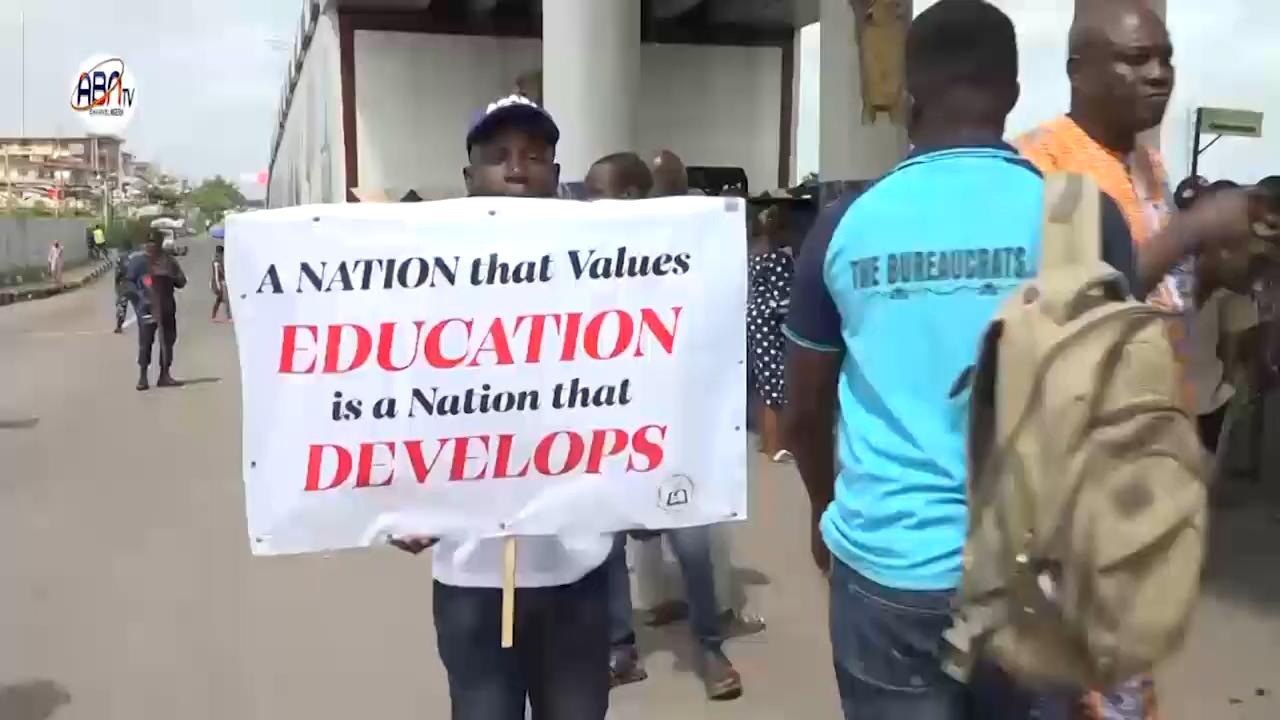 ABN TV
A NATION that Values
EDUCATION
is a Nation that
DEVELOPS
THE BUREAUCRATS